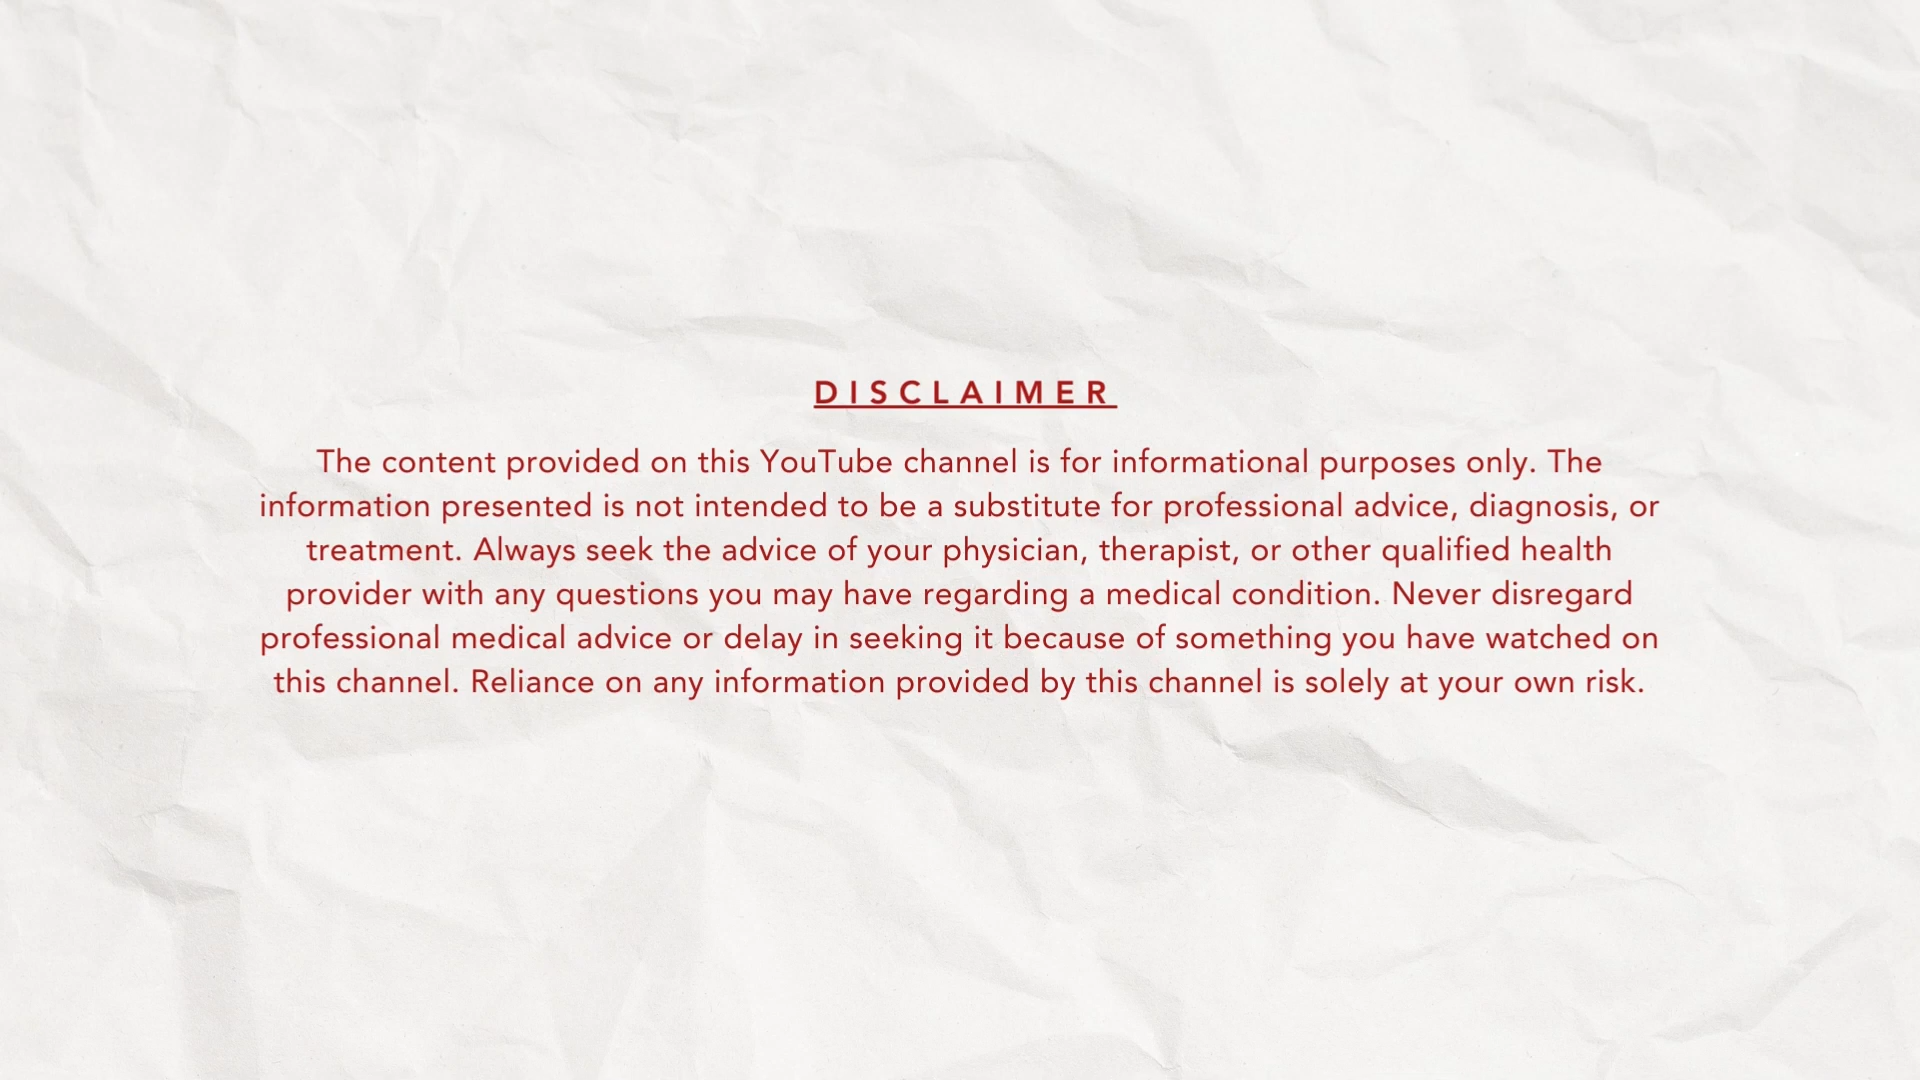 DISCLAIMER
The content provided on this YouTube channel is for informational purposes only. The
information presented is not intended to be a substitute for professional advice, diagnosis, or
treatment. Always seek the advice of your physician, therapist, or other qualified health
provider with any questions you may have regarding a medical condition. Never disregard
professional medical advice or delay in seeking it because of something you have watched on
this channel. Reliance on any information provided by this channel is solely at your own risk.